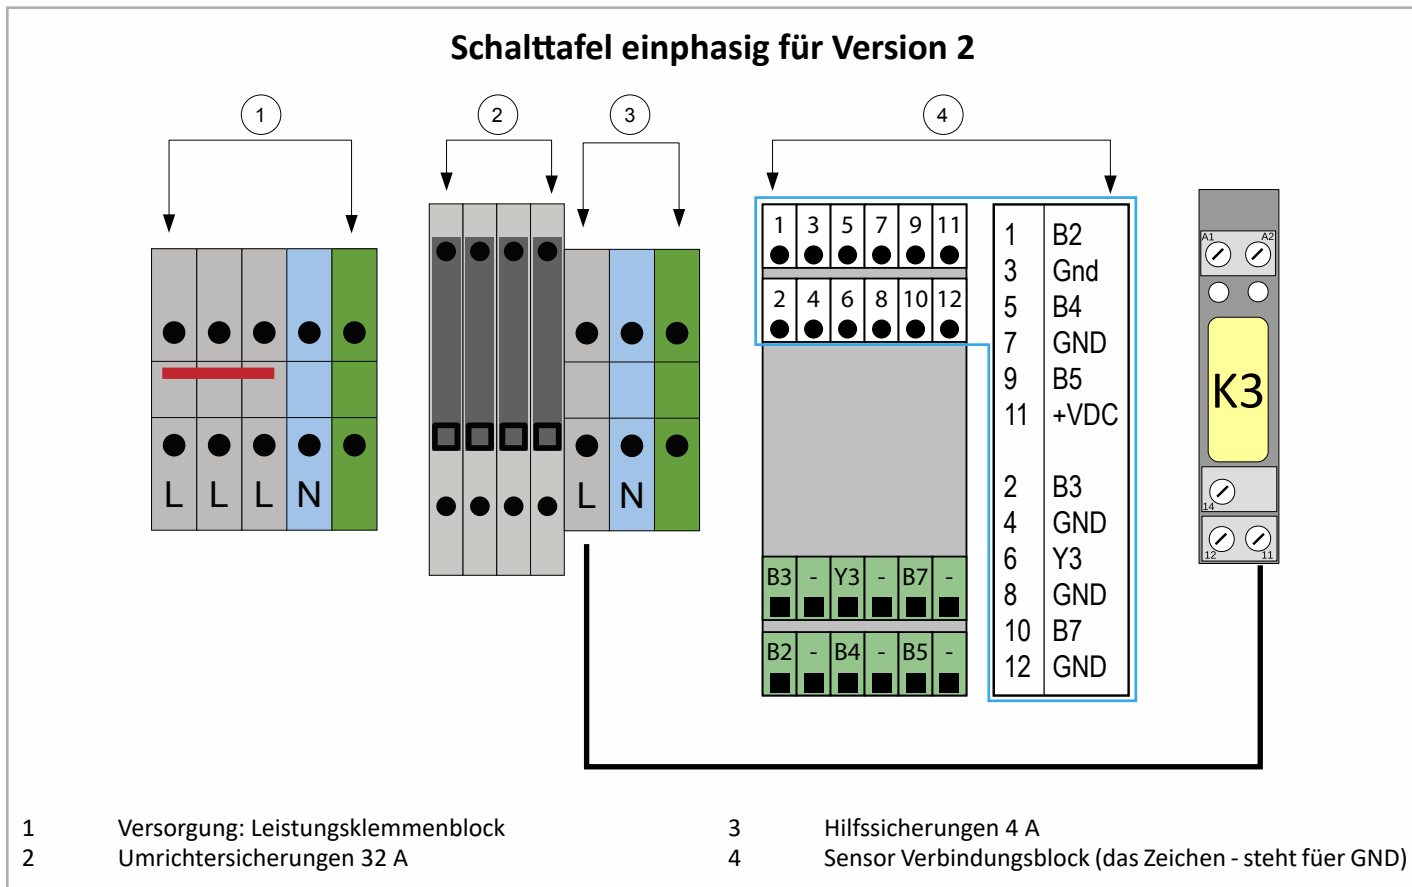 Schalttafel einphasig für Version 2
1
2
3
4
L L L N
L N
1 3 5 7 9 11
2 4 6 8 10 12
B3 - Y3 - B7 -
B2 - B4 - B5 -
1 B2
3 Gnd
5 B4
7 GND
9 B5
11 +VDC
2 B3
4 GND
6 Y3
8 GND
10 B7
12 GND
A1 A2
K3
14
12 11
1 Versorgung: Leistungsklemmenblock
2 Umrichtersicherungen 32 A
3 Hilfssicherungen 4 A
4 Sensor Verbindungsblock (das Zeichen - steht füer GND)